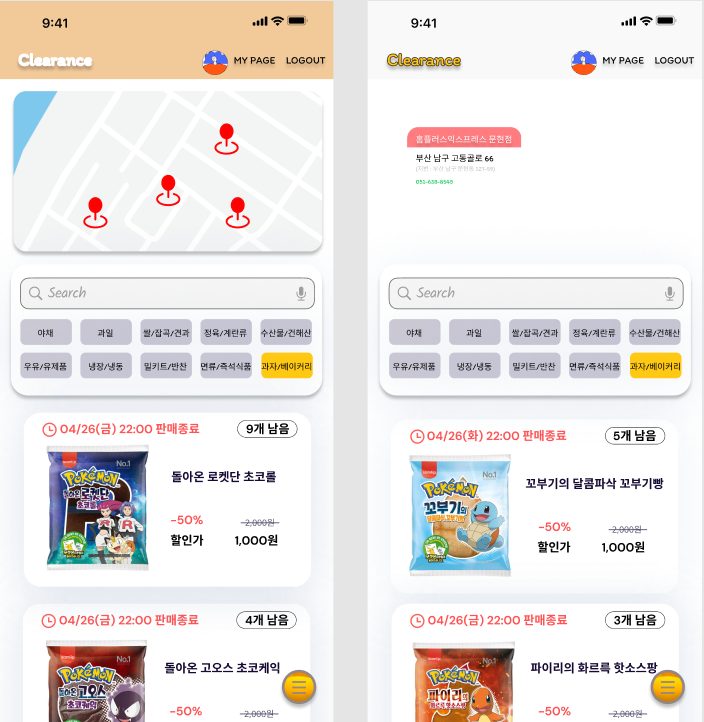 9:41
Clearance
MY PAGE LOGOUT
Search
야채 과일 쌀/잡곡/견과 정육/계란류 수산물/건해산
우유/유제품 냉장/냉동 밀키트/반찬 면류/즉석식품 과자/베이커리
04/26(금) 22:00 판매종료 9개 남음
No.1
POKéMON
돌아온 로켓단
초코롤
돌아온 로켓단 초코롤
-50% 2,000원
할인가 1,000원
04/26(금) 22:00 판매종료 4개 남음
No.1
POKéMON
돌아온 고오스
초코케익
돌아온 고오스 초코케익
-50% 2,000원
9:41
Clearance
MY PAGE LOGOUT
홈플러스익스프레스 문현점
부산 남구 고동골로 66
(지번 : 부산 남구 문현동 121-69)
051-638-8649
Search
야채 과일 쌀/잡곡/견과 정육/계란류 수산물/건해산
우유/유제품 냉장/냉동 밀키트/반찬 면류/즉석식품 과자/베이커리
04/26(화) 22:00 판매종료 5개 남음
No.1
POKéMON
꼬부기의
꼬부기의 달콤파삭 꼬부기빵
-50% 2,000원
할인가 1,000원
04/26(금) 22:00 판매종료 3개 남음
No.1
POKéMON
파이리의
화르륵 핫소스팡
파이리의 화르륵 핫소스팡
-50% 2,000원